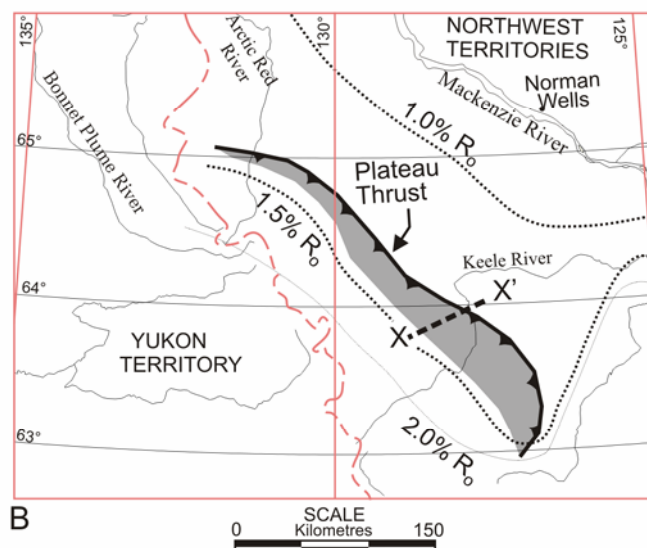 135°
130°
125°
Arctic Red
River
NORTHWEST
TERRITORIES
Norman
Wells
Mackenzie River
Bonnet Plume River
65°
1.0% Ro
Plateau
Thrust
1.5% Ro
Keele River
64°
X'
X
YUKON
TERRITORY
63°
2.0% Ro
B
SCALE
Kilometres
0
150